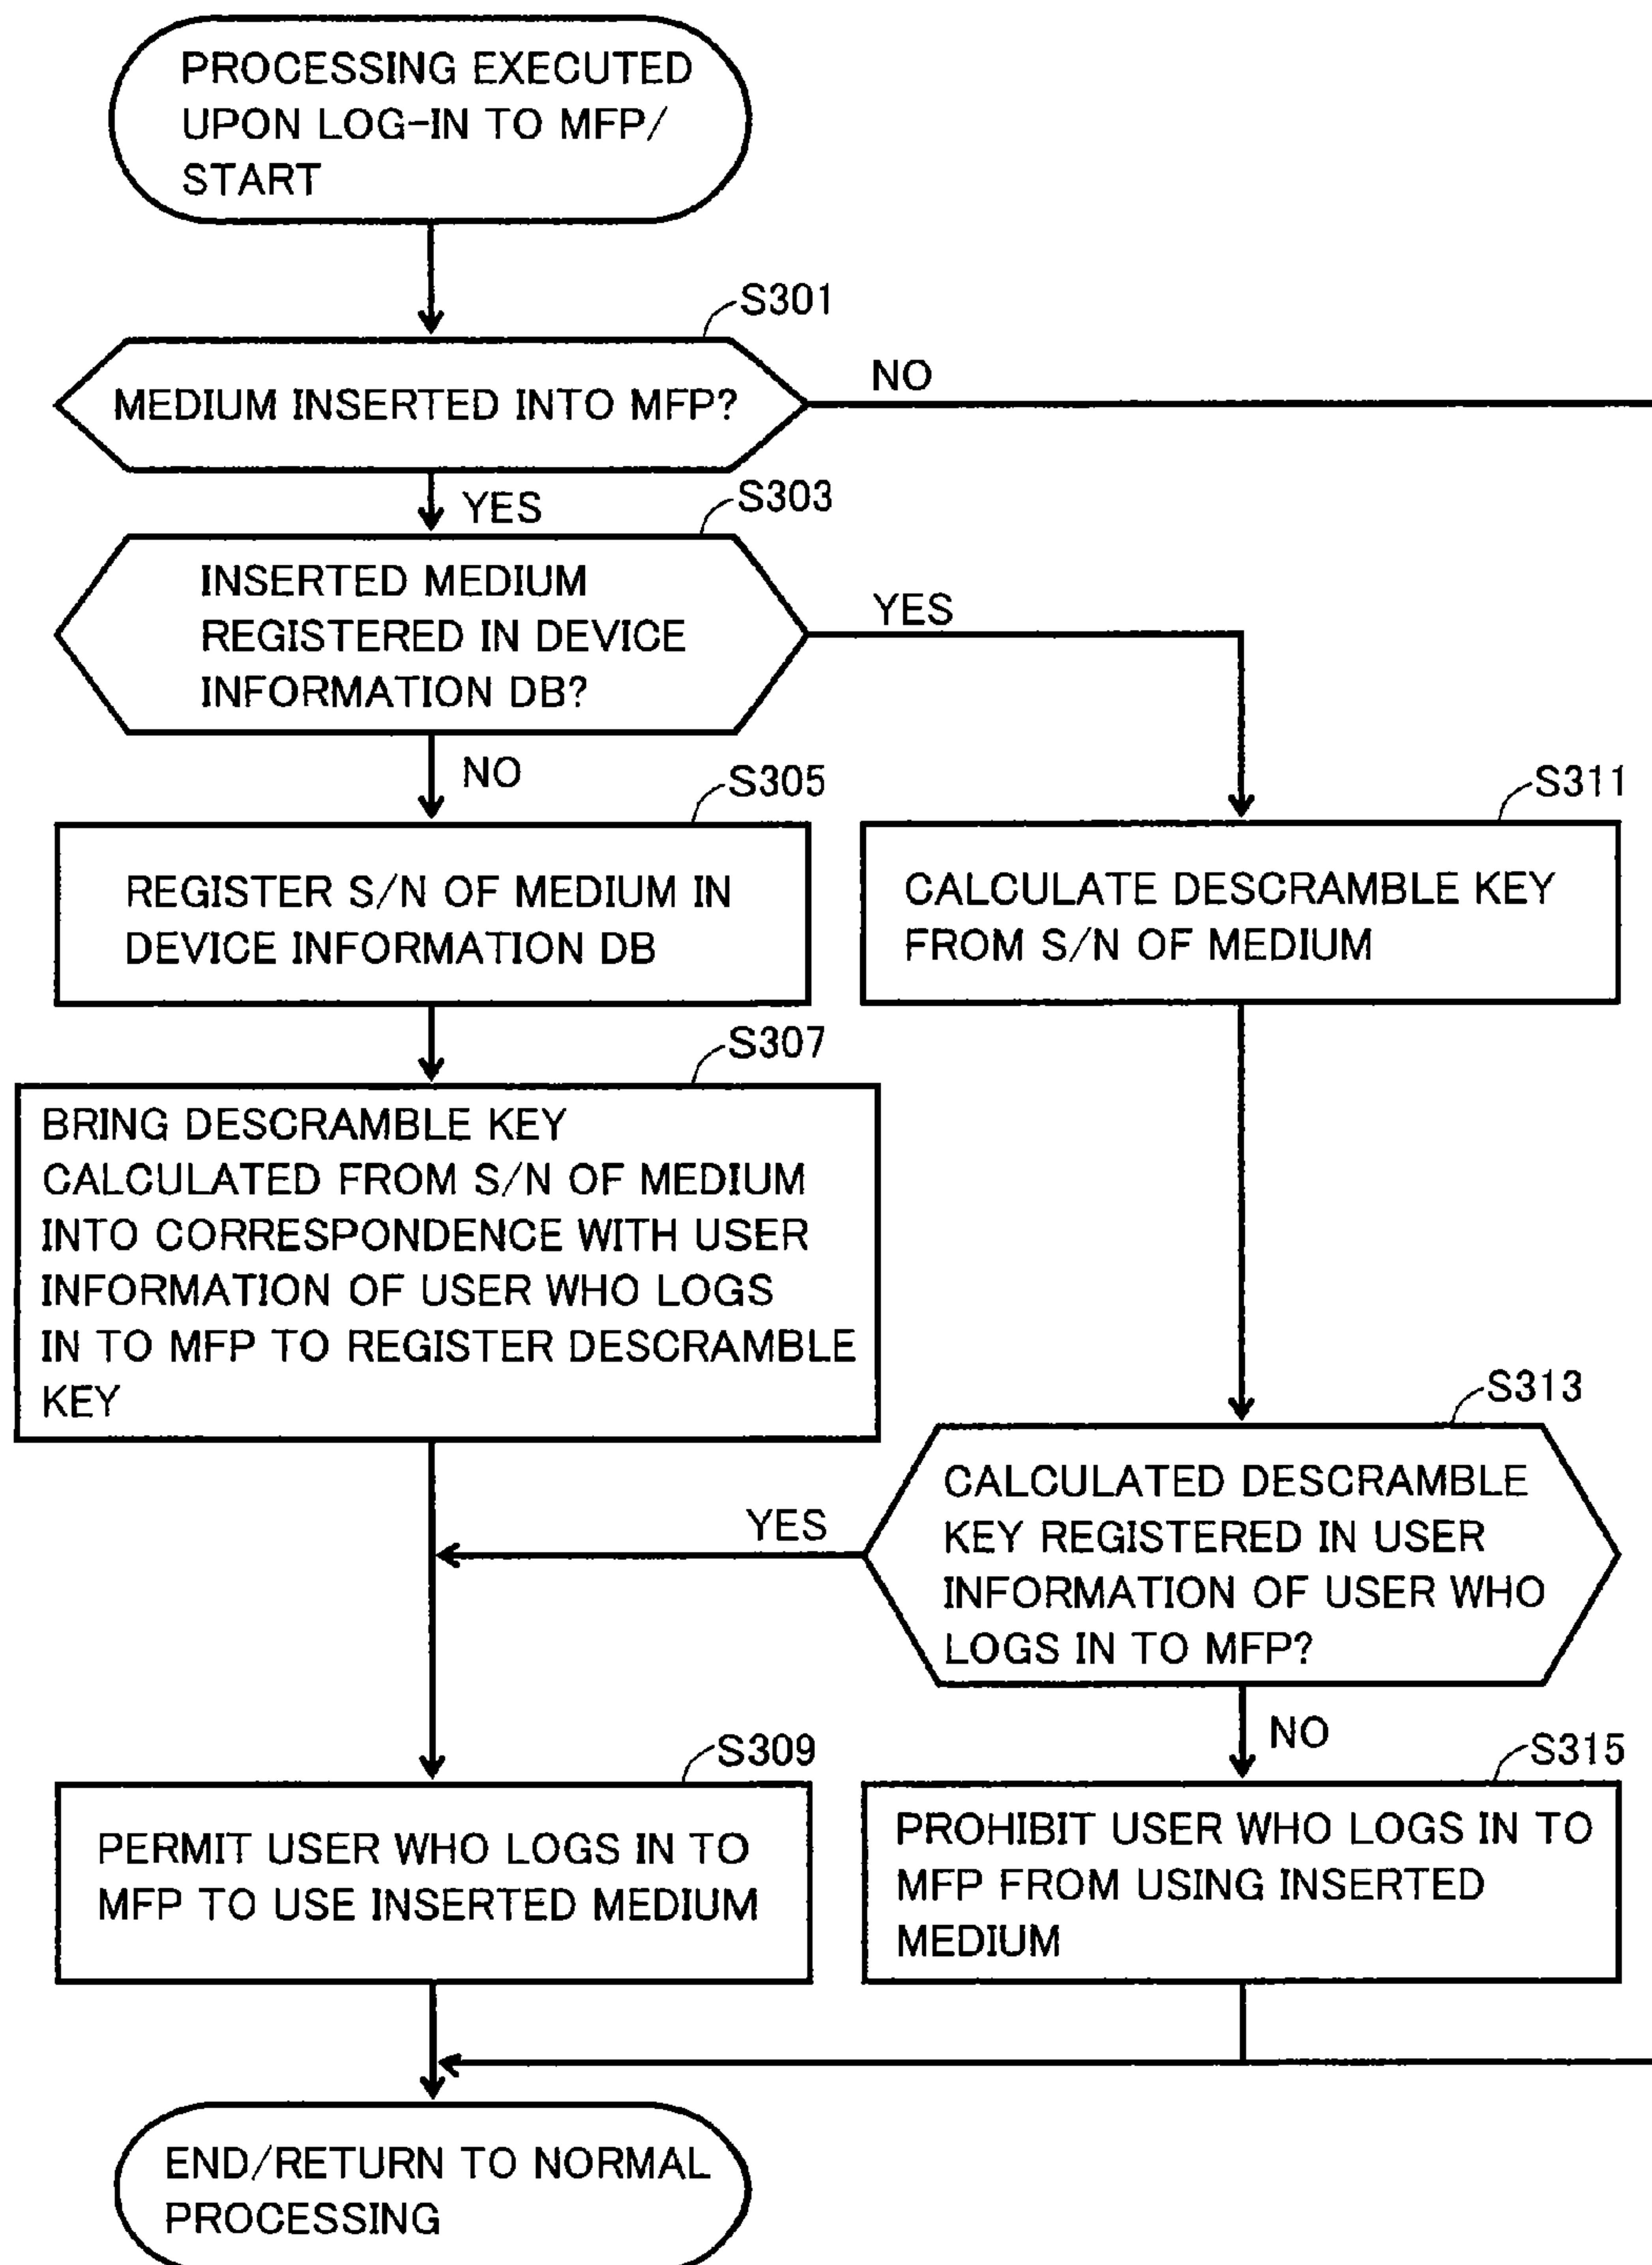 PROCESSING EXECUTED
UPON LOG-IN TO MFP/
START
S301
MEDIUM INSERTED INTO MFP?
NO
YES
S303
INSERTED MEDIUM
REGISTERED IN DEVICE
INFORMATION DB?
YES
NO
S305
REGISTER S/N OF MEDIUM IN
DEVICE INFORMATION DB
S311
CALCULATE DESCRAMBLE KEY
FROM S/N OF MEDIUM
S307
BRING DESCRAMBLE KEY
CALCULATED FROM S/N OF MEDIUM
INTO CORRESPONDENCE WITH USER
INFORMATION OF USER WHO LOGS
IN TO MFP TO REGISTER DESCRAMBLE
KEY
S313
CALCULATED DESCRAMBLE
KEY REGISTERED IN USER
INFORMATION OF USER WHO
LOGS IN TO MFP?
YES
NO
S309
PERMIT USER WHO LOGS IN TO
MFP TO USE INSERTED MEDIUM
S315
PROHIBIT USER WHO LOGS IN TO
MFP FROM USING INSERTED
MEDIUM
END/RETURN TO NORMAL
PROCESSING